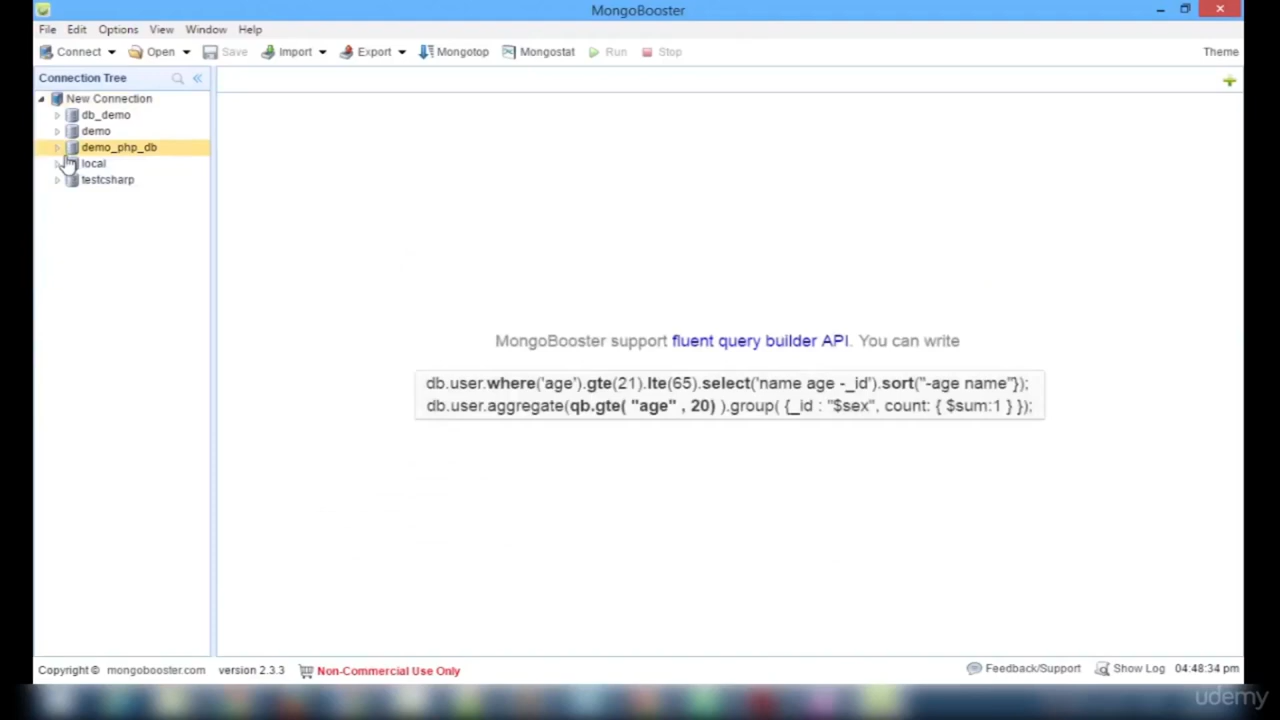 MongoBooster
File Edit Options View Window Help
Connect Open Save Import Export Mongotop Mongostat Run Stop Theme
Connection Tree
New Connection
db_demo
demo
demo_php_db
local
testcsharp
MongoBooster support fluent query builder API. You can write
db.user.where('age').gte(21).lte(65).select('name age -_id').sort("-age name"});
db.user.aggregate(qb.gte( "age" , 20) ).group( {_id : "$sex", count: { $sum:1 } });
Copyright © mongobooster.com version 2.3.3 Non-Commercial Use Only Feedback/Support Show Log 04:48:34 pm
udemy